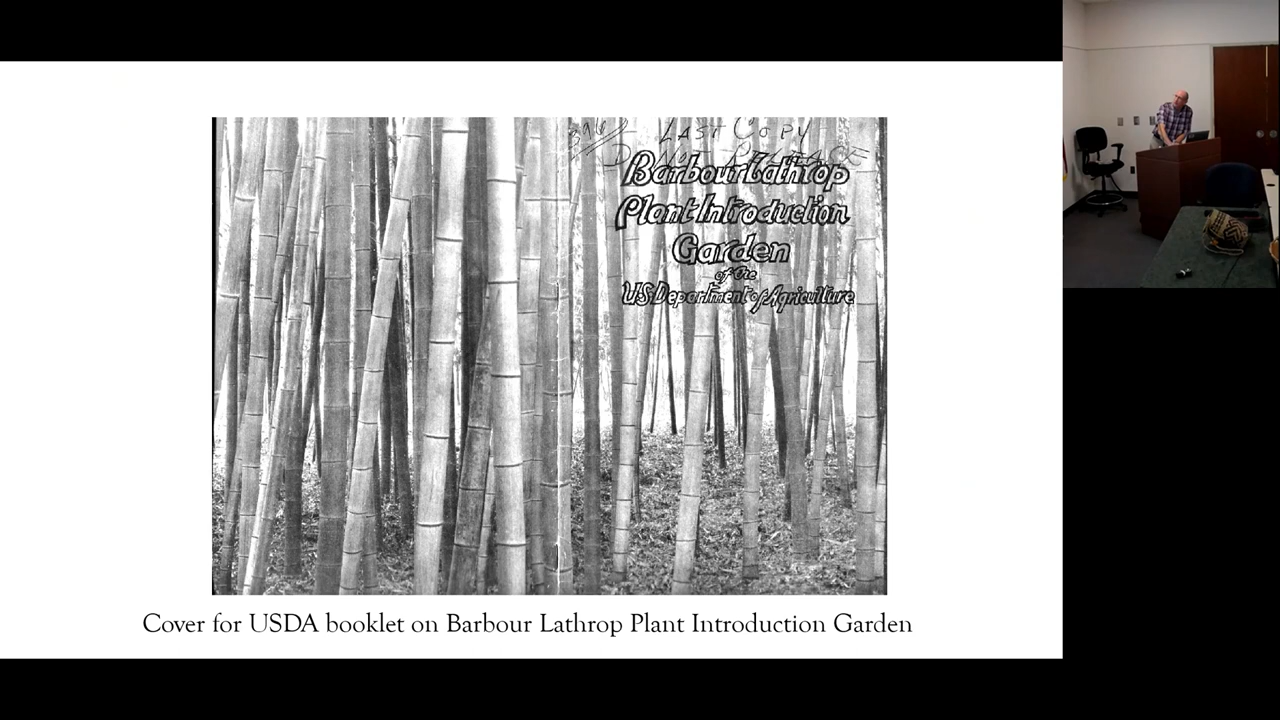 LAST COPY
Barbour Lathrop
Plant Introduction
Garden
of the
US Department of Agriculture
Cover for USDA booklet on Barbour Lathrop Plant Introduction Garden